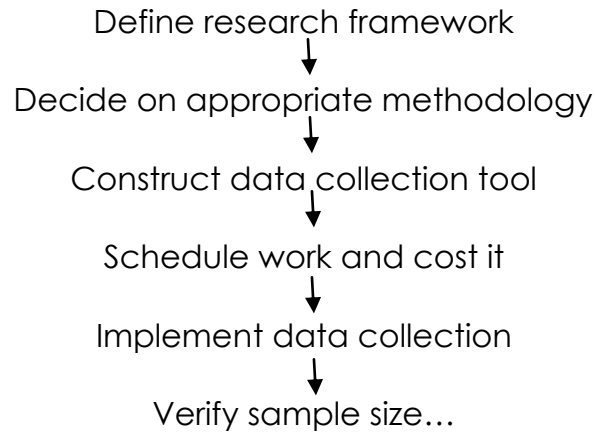 Define research framework
Decide on appropriate methodology
Construct data collection tool
Schedule work and cost it
Implement data collection
Verify sample size…